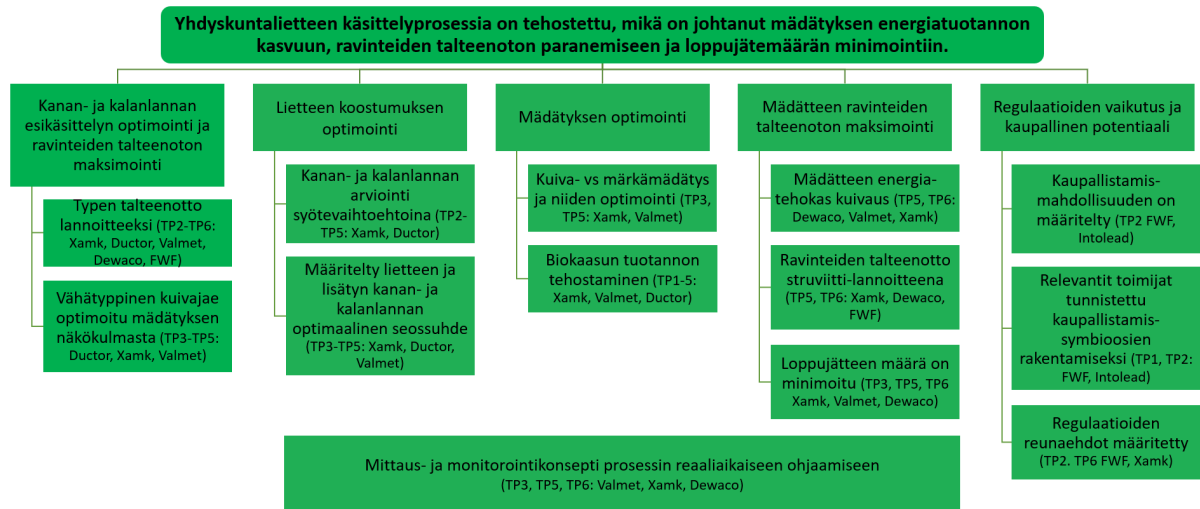 Yhdyskuntalietteen käsittelyprosessia on tehostettu, mikä on johtanut mädätyksen energiatuotannon
kasvuun, ravinteiden talteenoton paranemiseen ja loppujätemäärän minimointiin.
Kanan- ja kalanlannan
esikäsittelyn optimointi ja
ravinteiden talteenoton
maksimointi
Typen talteenotto
lannoitteeksi (TP2-TP6:
Xamk, Ductor, Valmet,
Dewaco, FWF)
Vähätyppinen kuivajae
optimoitu mädätyksen
näkökulmasta (TP3-TP5:
Ductor, Xamk, Valmet)
Lietteen koostumuksen
optimointi
Kanan- ja kalanlannan
arviointi
syötevaihtoehtoina (TP2-
TP5: Xamk, Ductor)
Määritelty lietteen ja
lisätyn kanan- ja
kalanlannan
optimaalinen seossuhde
(TP3-TP5: Xamk, Ductor,
Valmet)
Mädätyksen optimointi
Kuiva- vs märkämädätys
ja niiden optimointi (TP3,
TP5: Xamk, Valmet)
Biokaasun tuotannon
tehostaminen (TP1-5:
Xamk, Valmet, Ductor)
Mädätteen ravinteiden
talteenoton maksimointi
Mädätteen energia-
tehokas kuivaus (TP5, TP6:
Dewaco, Valmet, Xamk)
Ravinteiden talteenotto
struviitti-lannoitteena
(TP5, TP6: Xamk, Dewaco,
FWF)
Loppujätteen määrä on
minimoitu (TP3, TP5, TP6
Xamk, Valmet, Dewaco)
Regulaatioiden vaikutus ja
kaupallinen potentiaali
Kaupallistamis-
mahdollisuuden on
määritelty (TP2 FWF,
Intolead)
Relevantit toimijat
tunnistettu
kaupallistamis-
symbioosien
rakentamiseksi (TP1, TP2:
FWF, Intolead)
Regulaatioiden
reunaehdot määritetty
(TP2. TP6 FWF, Xamk)
Mittaus- ja monitorointikonsepti prosessin reaaliaikaiseen ohjaamiseen
(TP3, TP5, TP6: Valmet, Xamk, Dewaco)